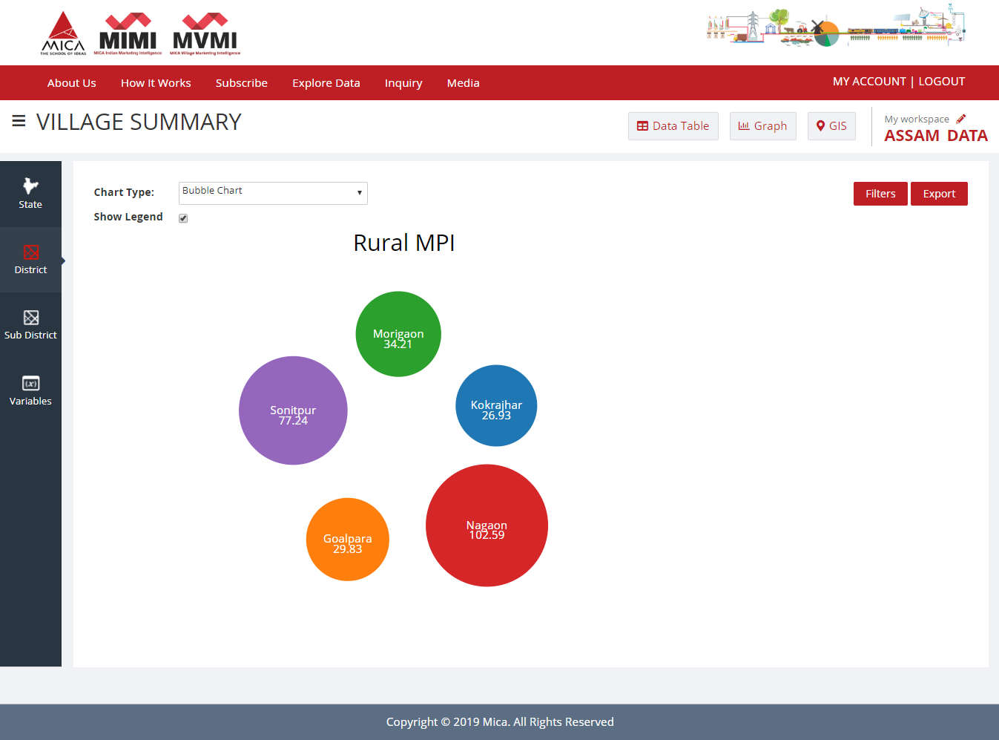 MICA
THE SCHOOL OF IDEAS
MIMI
MICA Indian Marketing Intelligence
MVMI
MICA Village Marketing Intelligence
About Us How It Works Subscribe Explore Data Inquiry Media MY ACCOUNT | LOGOUT
VILLAGE SUMMARY
Data Table Graph GIS
My workspace
ASSAM DATA
State
District
Sub District
(x)
Variables
Chart Type: Bubble Chart
Filters Export
Show Legend
Rural MPI
Morigaon
34.21
Kokrajhar
26.93
Sonitpur
77.24
Nagaon
102.59
Goalpara
29.83
Copyright © 2019 Mica. All Rights Reserved